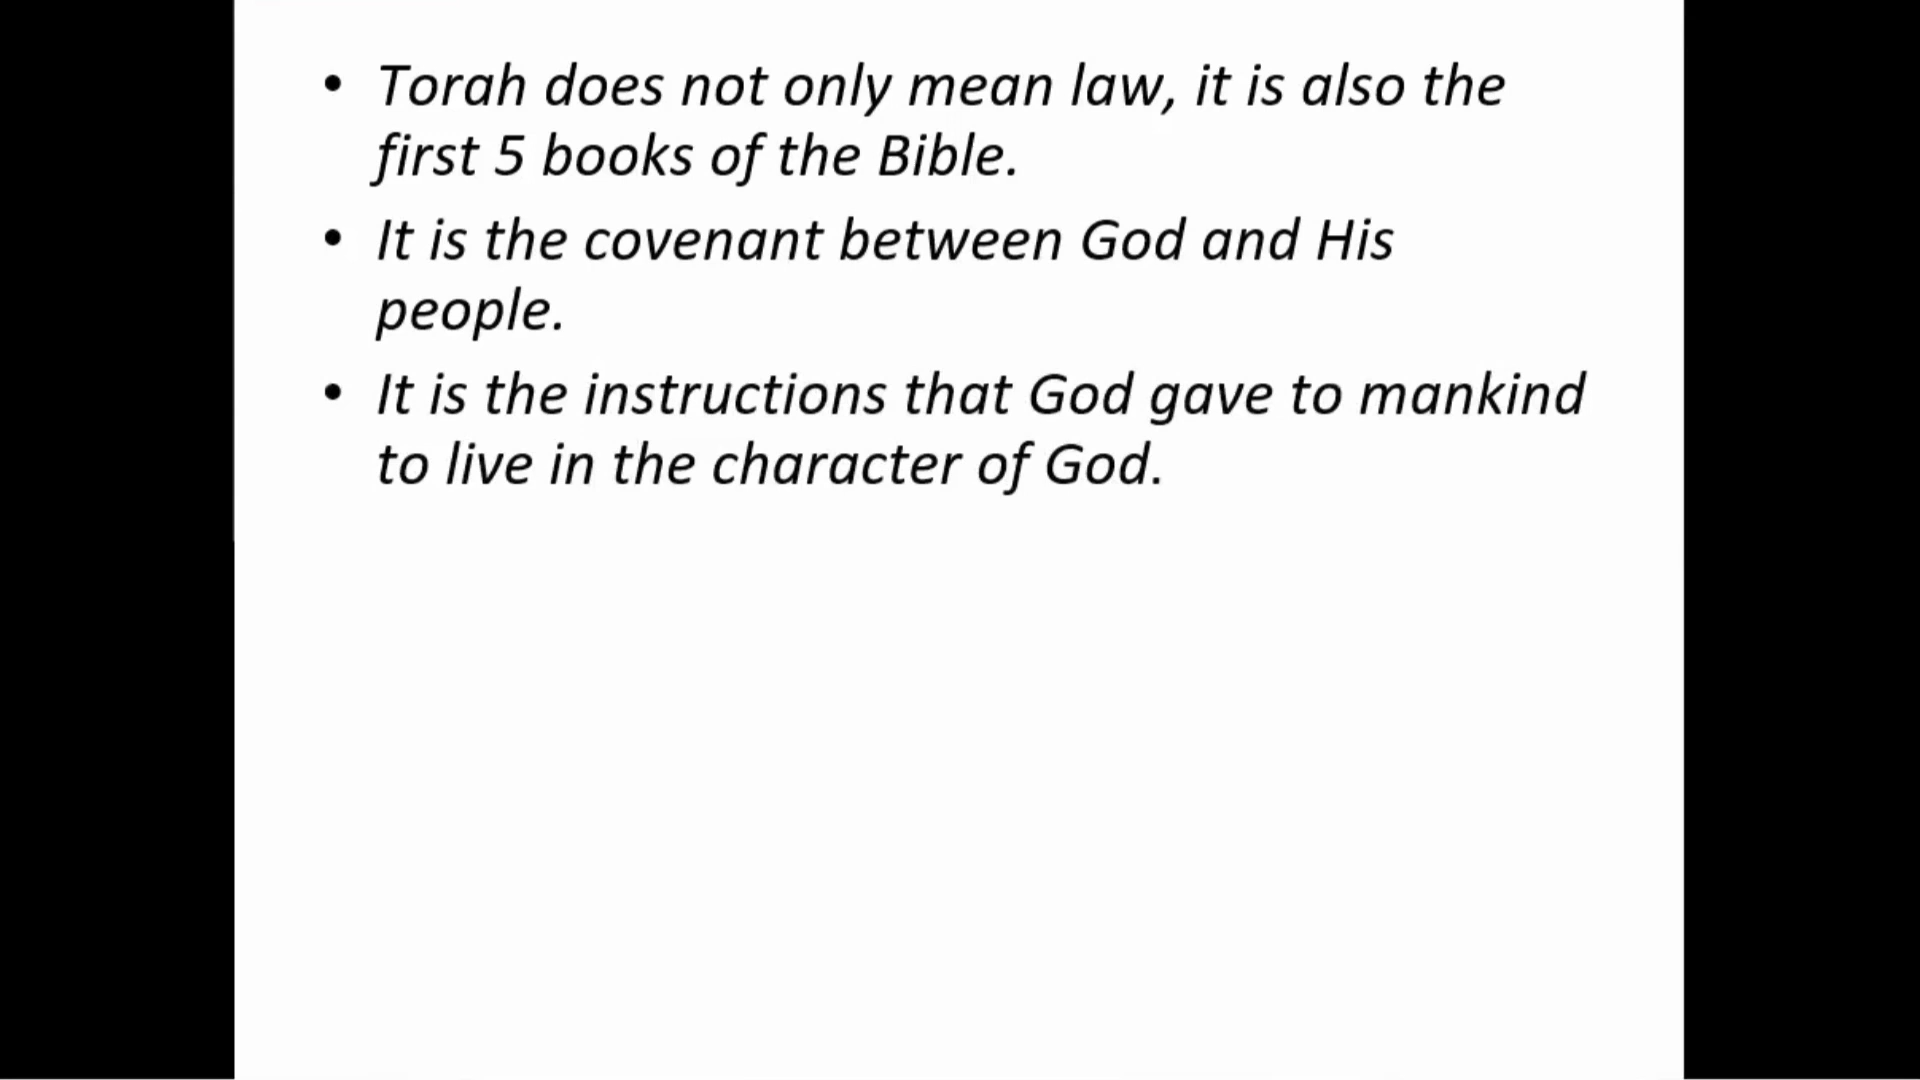 • Torah does not only mean law, it is also the
first 5 books of the Bible.
• It is the covenant between God and His
people.
• It is the instructions that God gave to mankind
to live in the character of God.